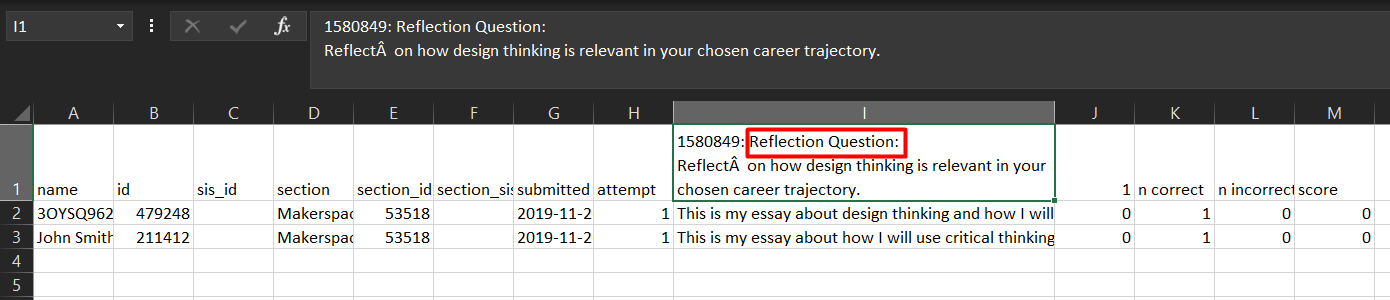 I1 fx 1580849: Reflection Question:
ReflectÂ  on how design thinking is relevant in your chosen career trajectory.
A B C D E F G H I J K L M
1580849: Reflection Question:
ReflectÂ  on how design thinking is relevant in your
1 name id sis_id section section_id section_sis submitted attempt chosen career trajectory. 1 n correct n incorrect score
2 3OYSQ962 479248 Makerspac 53518 2019-11-2 1 This is my essay about design thinking and how I will 0 1 0 0
3 John Smith 211412 Makerspac 53518 2019-11-2 1 This is my essay about how I will use critical thinking 0 1 0 0
4
5